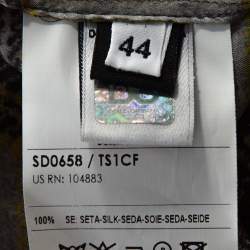 44
SD0658 / TS1CF
US RN: 104883
100% SE: SETA-SILK-SEDA-SOIE-SEDA-SEIDE